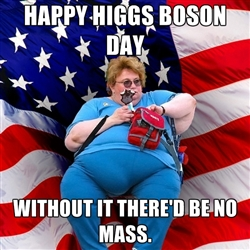 HAPPY HIGGS BOSON
DAY
WITHOUT IT THERE'D BE NO
MASS.